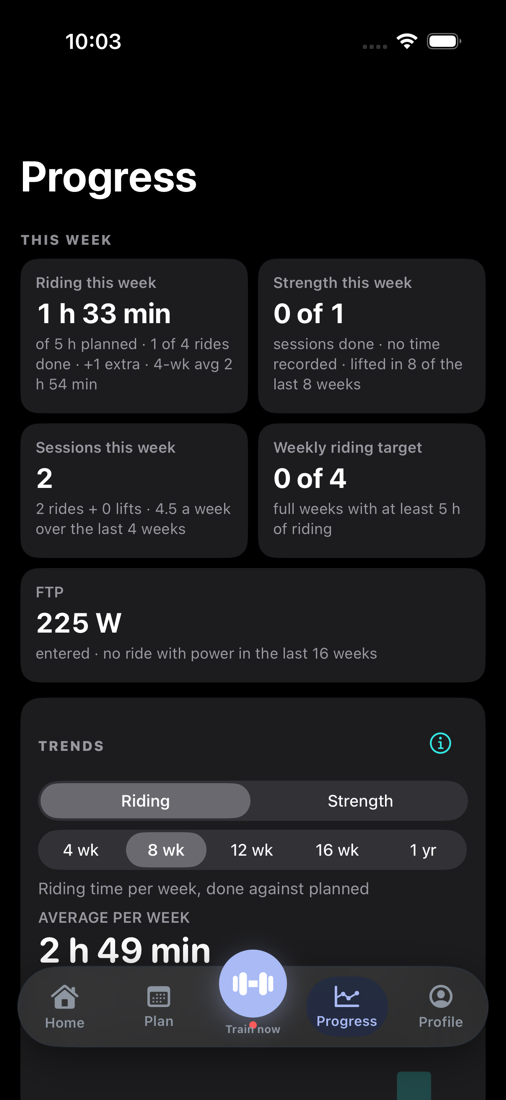 10:03
Progress
THIS WEEK
Riding this week
1 h 33 min
of 5 h planned · 1 of 4 rides
done · +1 extra · 4-wk avg 2
h 54 min
Strength this week
0 of 1
sessions done · no time
recorded · lifted in 8 of the
last 8 weeks
Sessions this week
2
2 rides + 0 lifts · 4.5 a week
over the last 4 weeks
Weekly riding target
0 of 4
full weeks with at least 5 h
of riding
FTP
225 W
entered · no ride with power in the last 16 weeks
TRENDS
Riding
Strength
4 wk
8 wk
12 wk
16 wk
1 yr
Riding time per week, done against planned
AVERAGE PER WEEK
2 h 49 min
Home
Plan
Train now
Progress
Profile